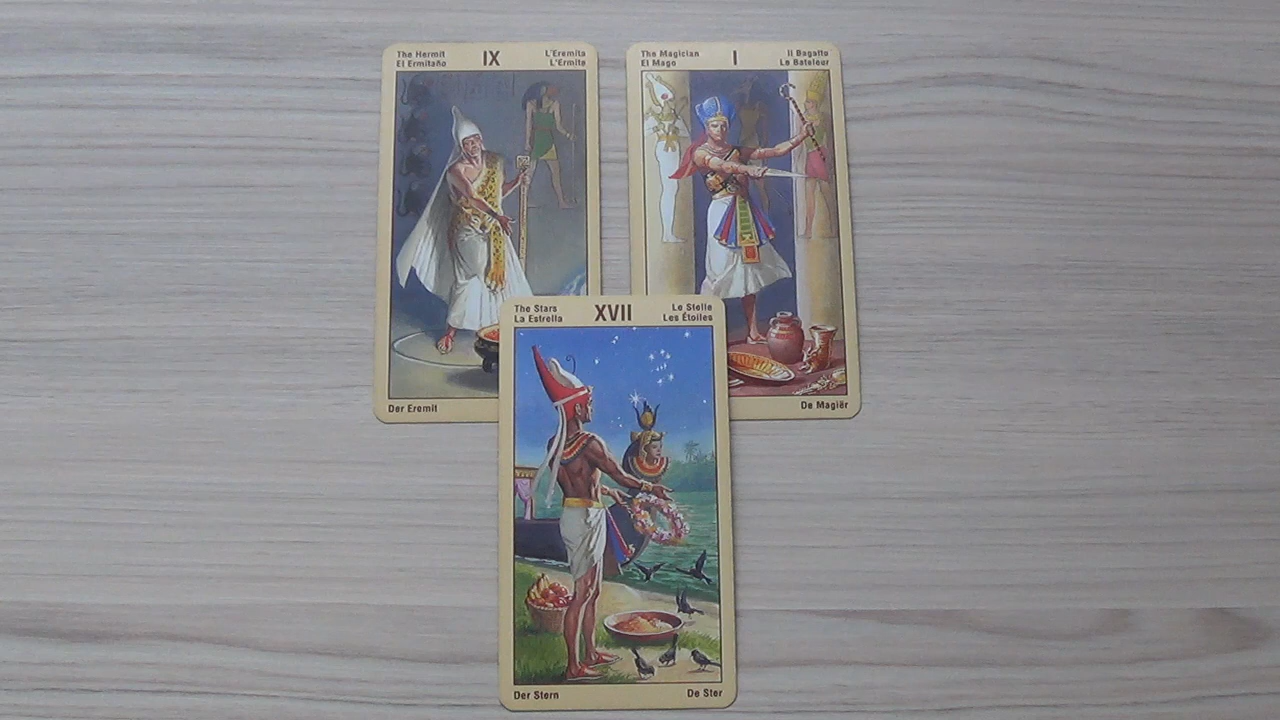 The Hermit IX L'Eremita
El Ermitaño L'Ermite
Der Eremit
The Magician I Il Bagatto
El Mago Le Bateleur
De Magiër
The Stars XVII Le Stelle
La Estrella Les Étoiles
Der Stern De Ster